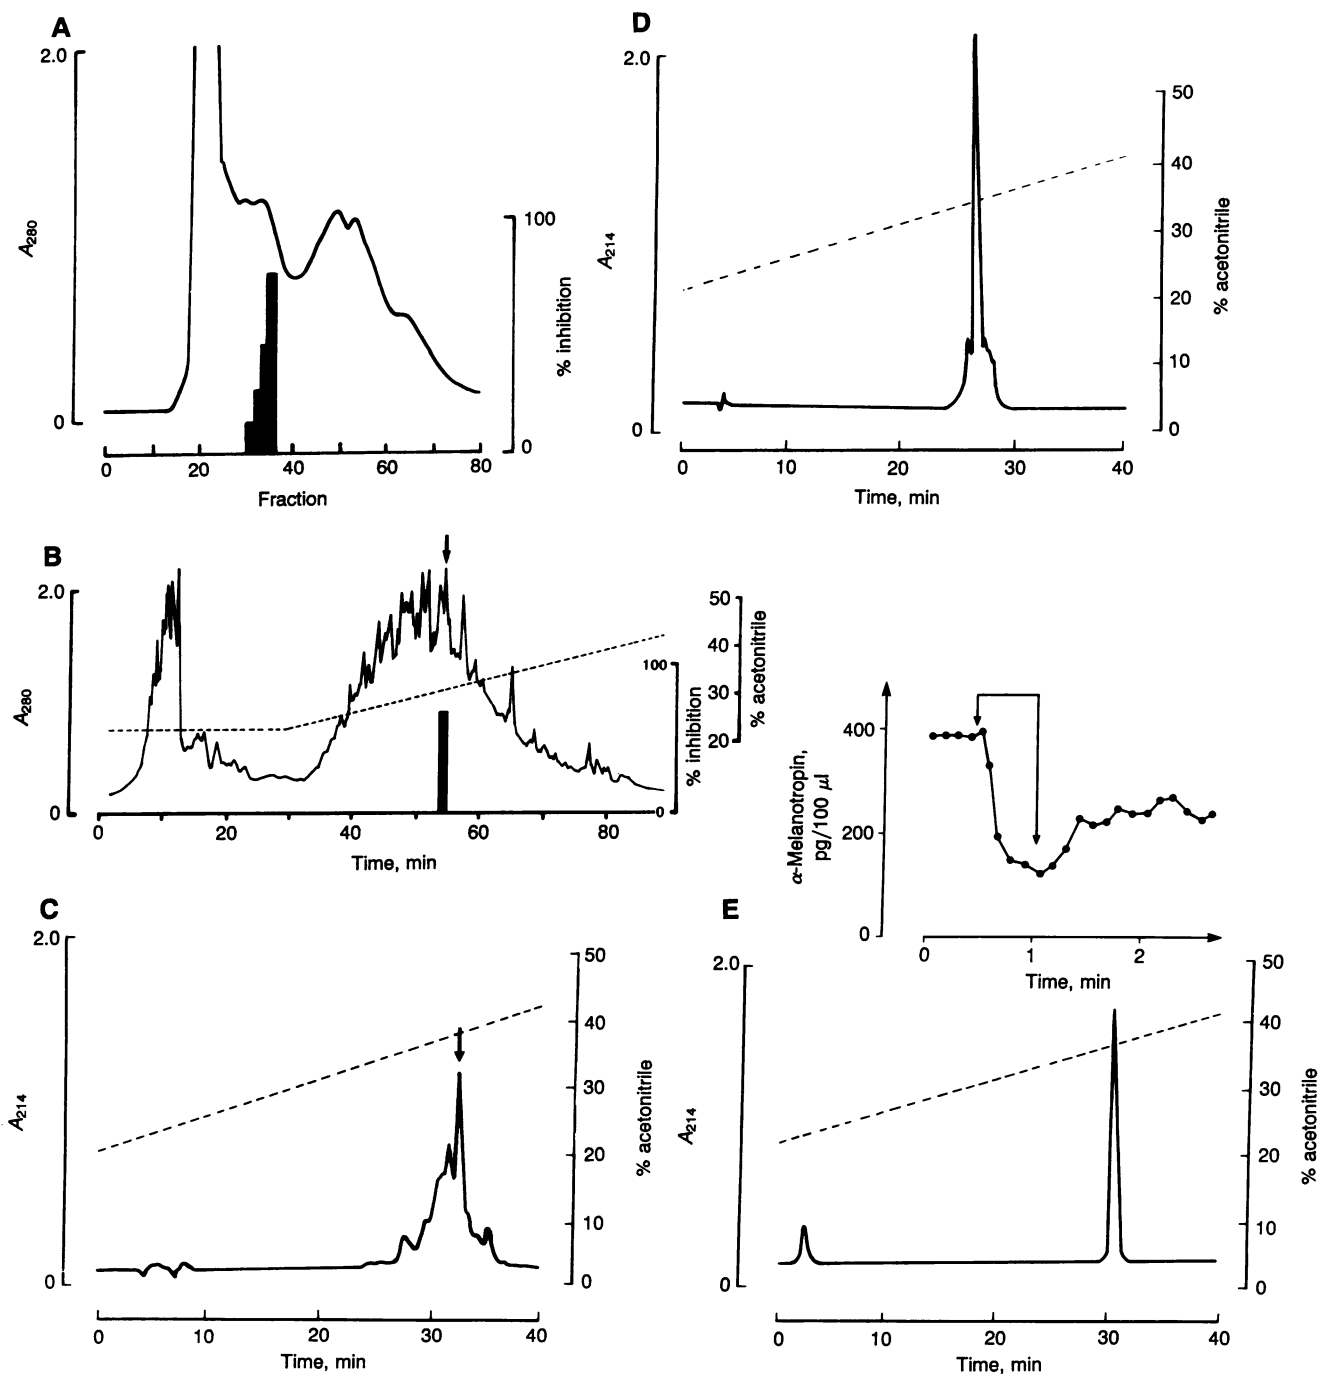 A
2.0
A280
0
100
% inhibition
0
0 20 40 60 80
Fraction
D
2.0
A214
0
50
40
30
20
10
0
% acetonitrile
0 10 20 30 40
Time, min
B
2.0
A280
0
50
40
30
20
% acetonitrile
100
0
% inhibition
0 20 40 60 80
Time, min
C
2.0
A214
0
50
40
30
20
10
0
% acetonitrile
0 10 20 30 40
Time, min
E
α-Melanotropin,
pg/100 μl
400
200
0
0 1 2
Time, min
2.0
A214
0
50
40
30
20
10
0
% acetonitrile
0 10 20 30 40
Time, min